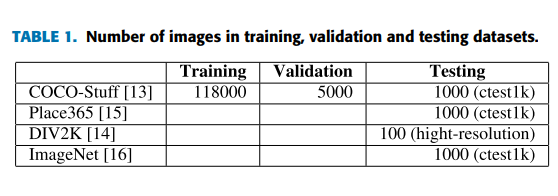 TABLE 1. Number of images in training, validation and testing datasets.
Training Validation Testing
COCO-Stuff [13] 118000 5000 1000 (ctest1k)
Place365 [15] 1000 (ctest1k)
DIV2K [14] 100 (hight-resolution)
ImageNet [16] 1000 (ctest1k)